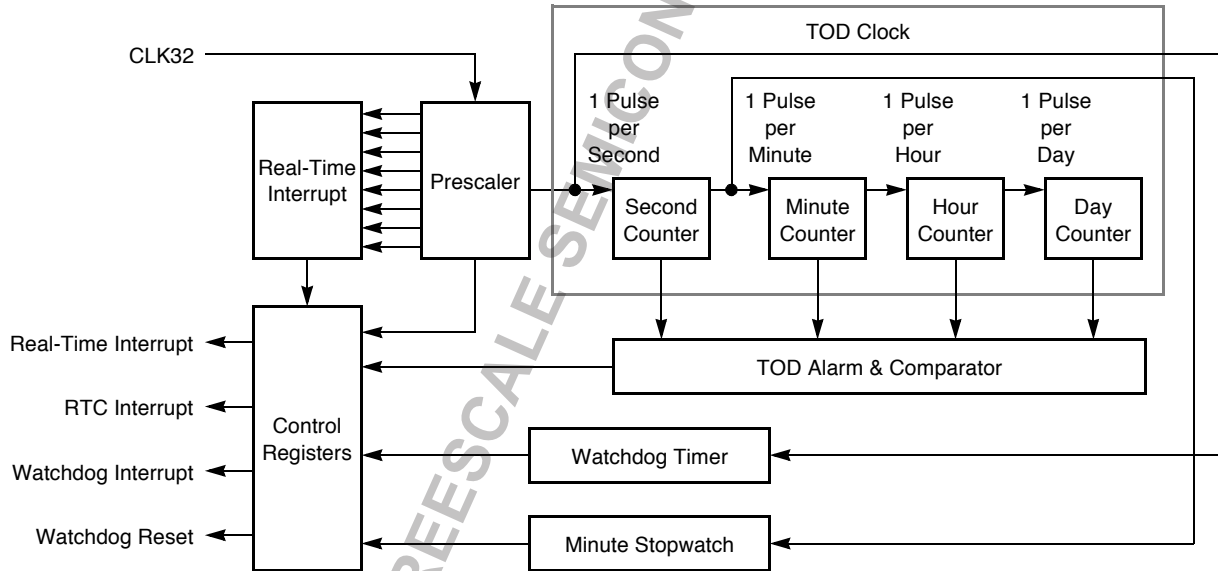 TOD Clock
CLK32
1 Pulse
per
Second
1 Pulse
per
Minute
1 Pulse
per
Hour
1 Pulse
per
Day
Real-Time
Interrupt
Prescaler
Second
Counter
Minute
Counter
Hour
Counter
Day
Counter
Real-Time Interrupt
TOD Alarm & Comparator
RTC Interrupt
Control
Registers
Watchdog Timer
Watchdog Interrupt
Watchdog Reset
Minute Stopwatch
REESCALE SEMICON